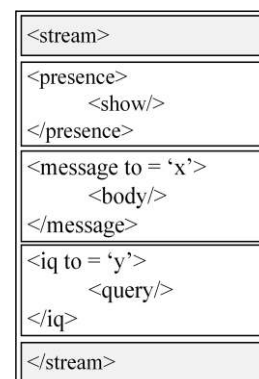 <stream>
<presence>
<show/>
</presence>
<message to = ‘x’>
<body/>
</message>
<iq to = ‘y’>
<query/>
</iq>
</stream>